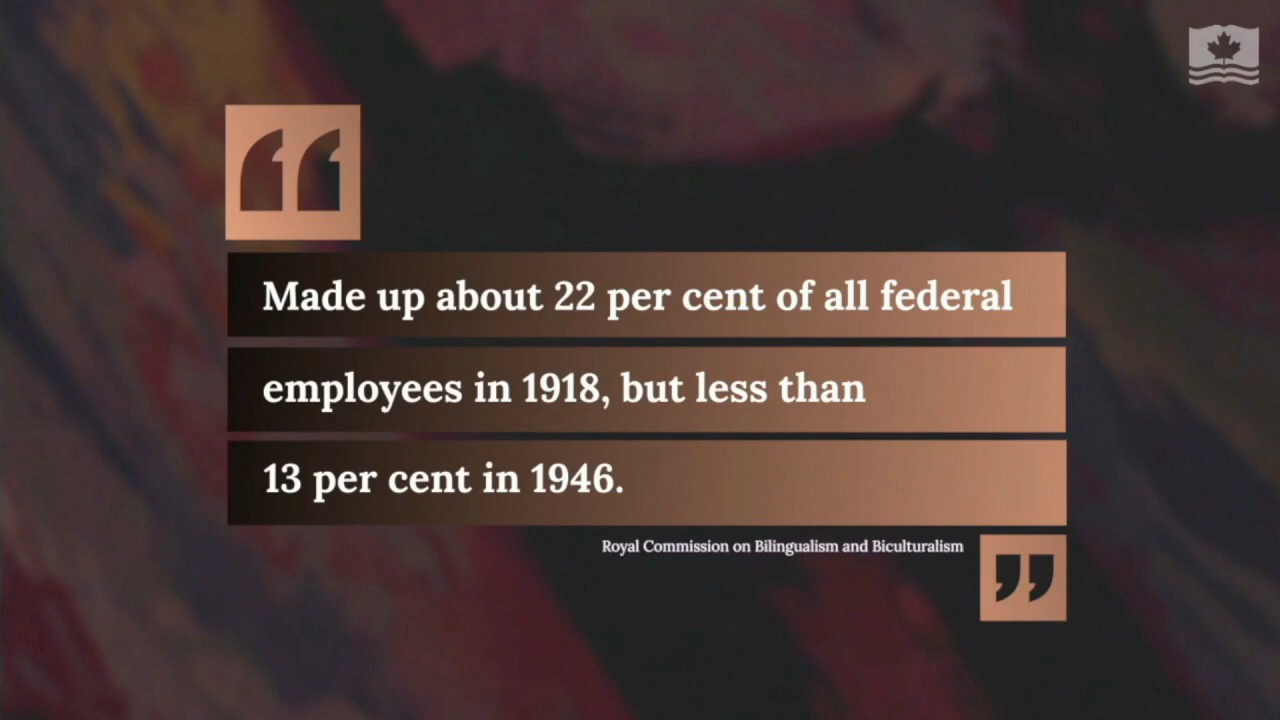 Made up about 22 per cent of all federal
employees in 1918, but less than
13 per cent in 1946.
Royal Commission on Bilingualism and Biculturalism